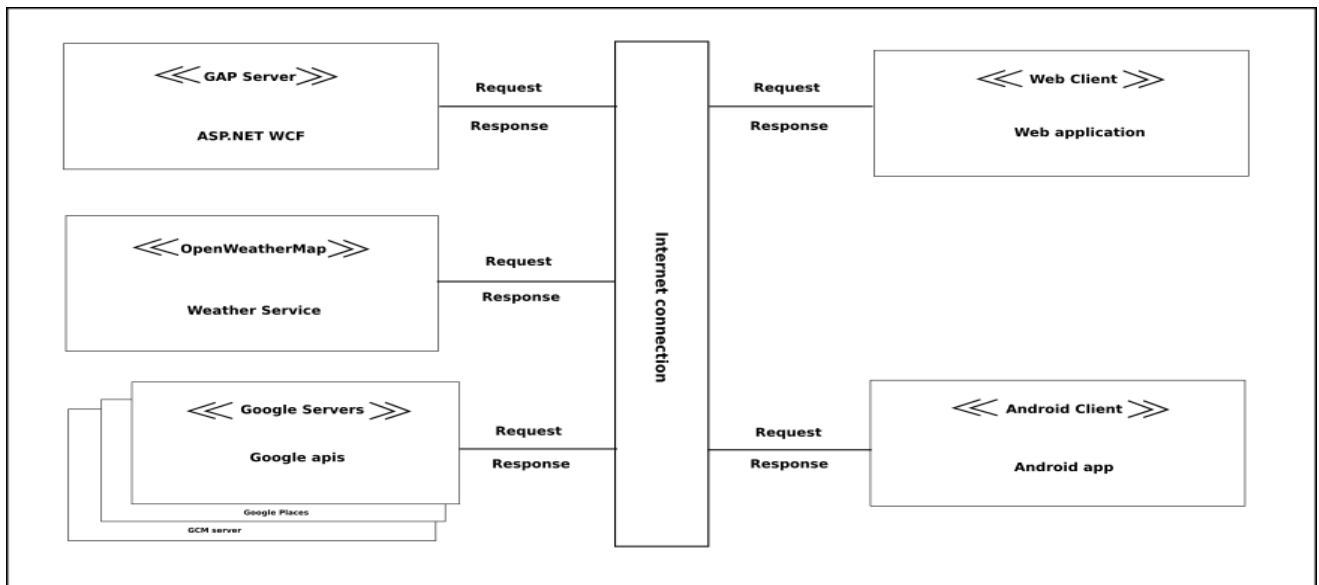 GAP Server
ASP.NET WCF
Request
Response
OpenWeatherMap
Weather Service
Request
Response
Google Servers
Google apis
Google Places
GCM server
Request
Response
Internet connection
Request
Response
Web Client
Web application
Request
Response
Android Client
Android app